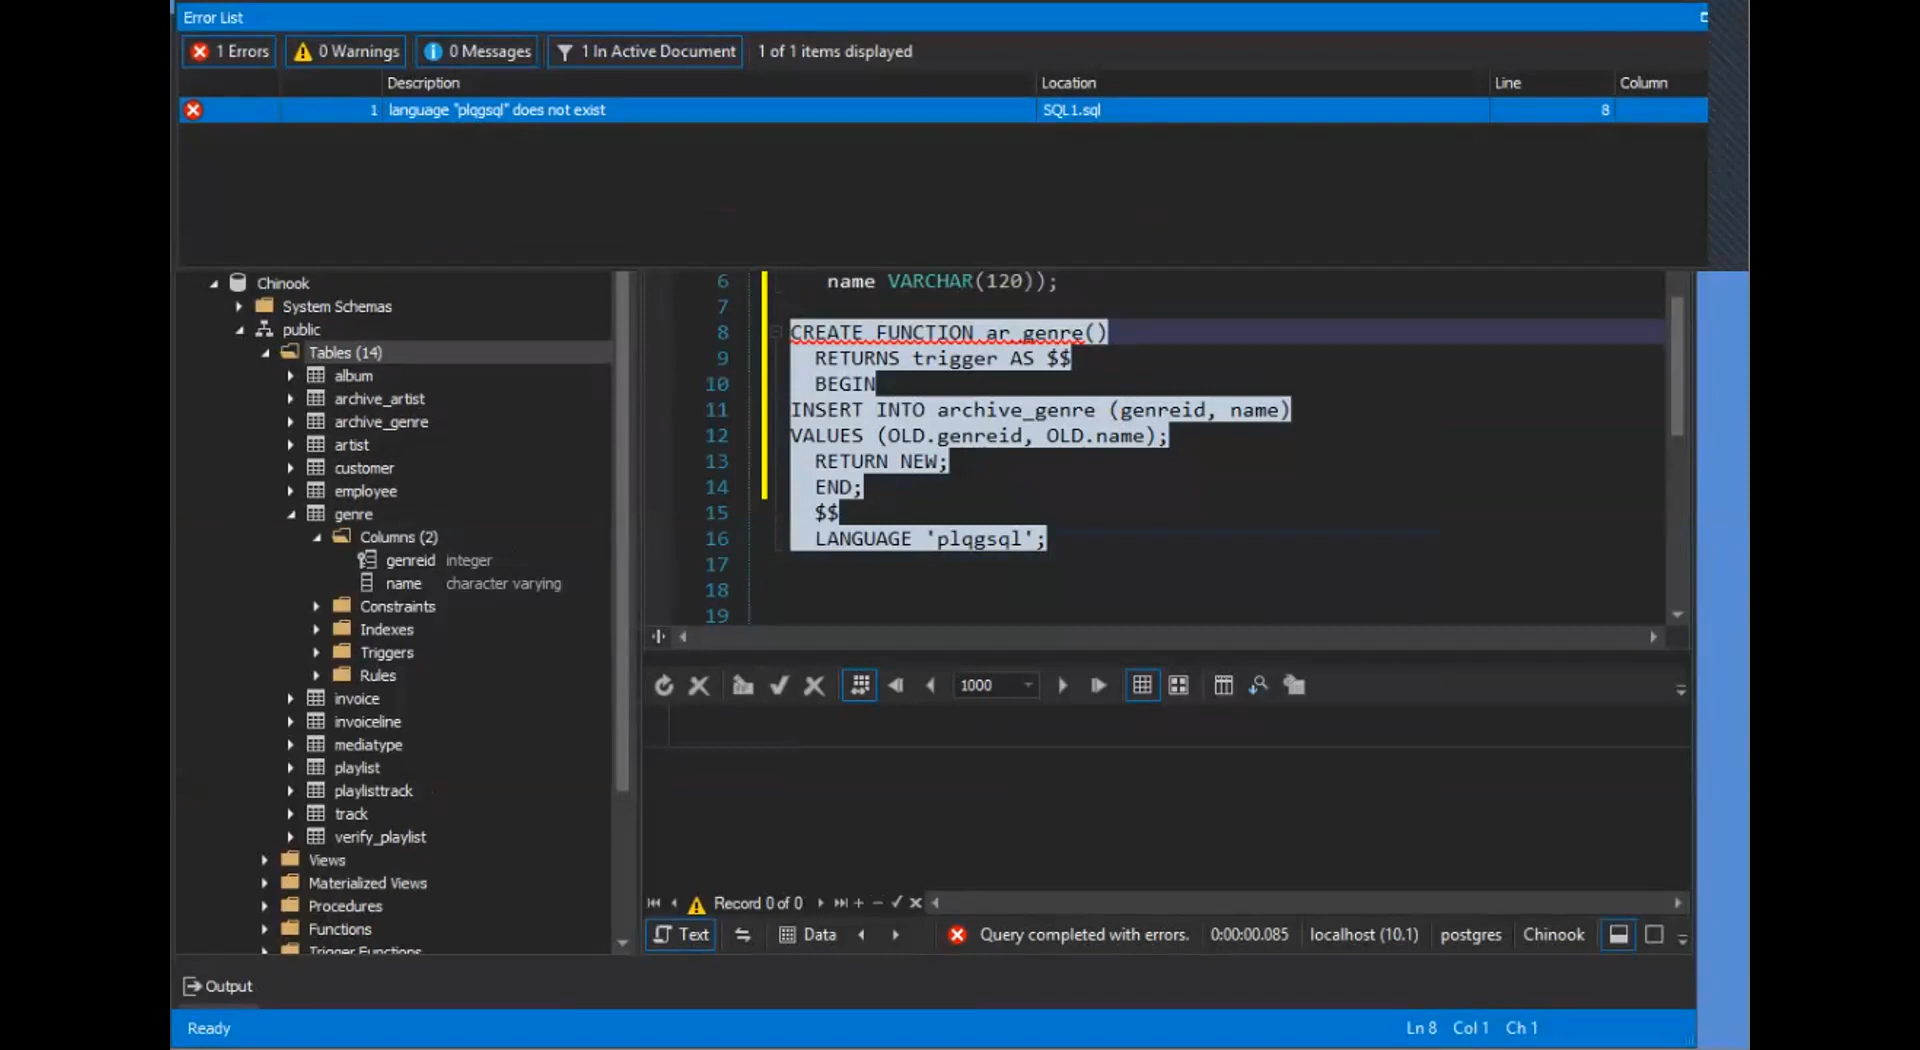 Error List
1 Errors 0 Warnings 0 Messages 1 In Active Document 1 of 1 items displayed
Description Location Line Column
1 language "plqgsql" does not exist SQL1.sql 8
Chinook
System Schemas
public
Tables (14)
album
archive_artist
archive_genre
artist
customer
employee
genre
Columns (2)
genreid integer
name character varying
Constraints
Indexes
Triggers
Rules
invoice
invoiceline
mediatype
playlist
playlisttrack
track
verify_playlist
Views
Materialized Views
Procedures
Functions
Trigger Functions
6 name VARCHAR(120));
7
8 CREATE FUNCTION ar_genre()
9 RETURNS trigger AS $$
10 BEGIN
11 INSERT INTO archive_genre (genreid, name)
12 VALUES (OLD.genreid, OLD.name);
13 RETURN NEW;
14 END;
15 $$
16 LANGUAGE 'plqgsql';
17
18
19
1000
Record 0 of 0
Text Data Query completed with errors. 0:00:00.085 localhost (10.1) postgres Chinook
Output
Ready Ln 8 Col 1 Ch 1